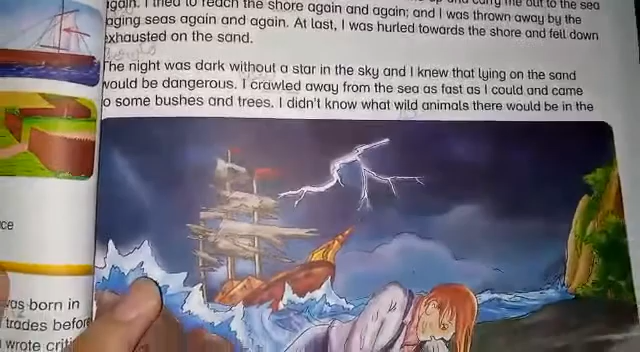 again. I tried to reach the shore again and again; and I was thrown away by the
raging seas again and again. At last, I was hurled towards the shore and fell down
exhausted on the sand.
The night was dark without a star in the sky and I knew that lying on the sand
would be dangerous. I crawled away from the sea as fast as I could and came
to some bushes and trees. I didn't know what wild animals there would be in the
was born in
trades before
wrote